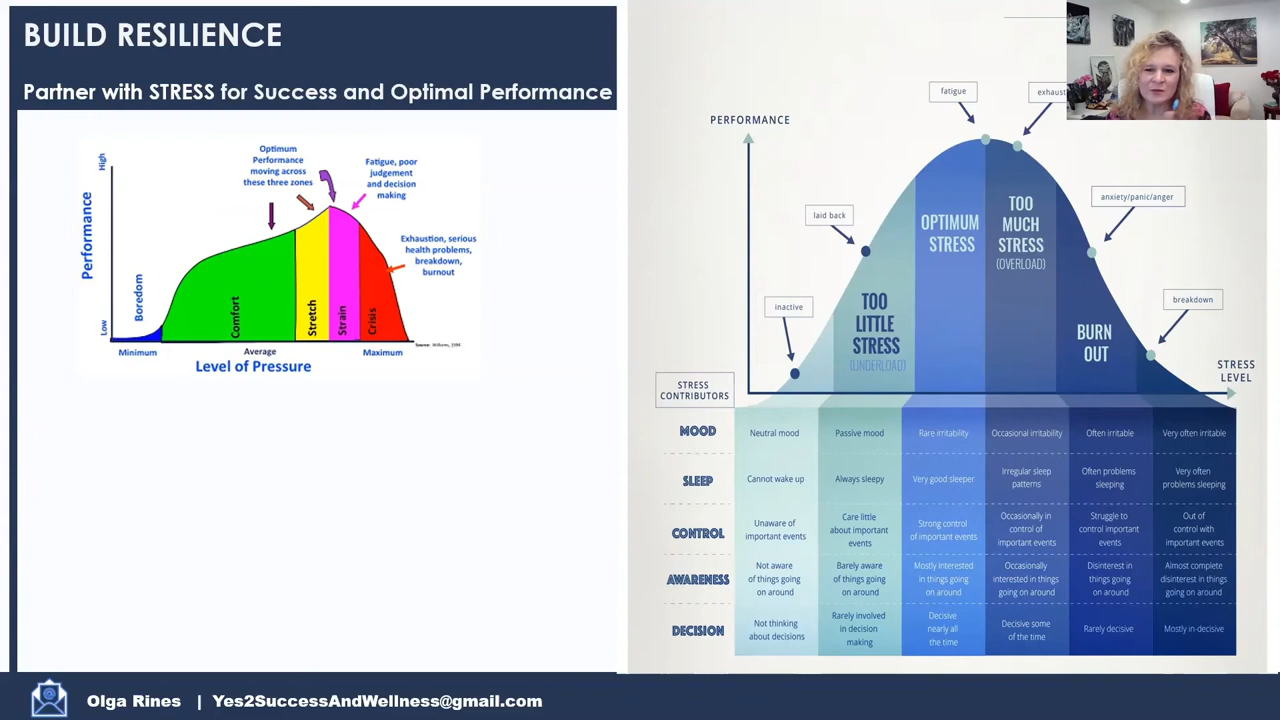 BUILD RESILIENCE
Partner with STRESS for Success and Optimal Performance
Optimum
Performance
moving across
these three zones
Fatigue, poor
judgement
and decision
making
Exhaustion, serious
health problems,
breakdown,
burnout
High
Performance
Low
Boredom
Comfort
Stretch
Strain
Crisis
Source: Williams, 1994
Minimum
Average
Maximum
Level of Pressure
PERFORMANCE
fatigue
exhaust
laid back
anxiety/panic/anger
inactive
breakdown
OPTIMUM
STRESS
TOO
MUCH
STRESS
(OVERLOAD)
TOO
LITTLE
STRESS
(UNDERLOAD)
BURN
OUT
STRESS
LEVEL
STRESS
CONTRIBUTORS
MOOD
Neutral mood
Passive mood
Rare irritability
Occasional irritability
Often irritable
Very often irritable
SLEEP
Cannot wake up
Always sleepy
Very good sleeper
Irregular sleep
patterns
Often problems
sleeping
Very often
problems sleeping
CONTROL
Unaware of
important events
Care little
about important
events
Strong control
of important events
Occasionally in
control of
important events
Struggle to
control important
events
Out of
control with
important events
AWARENESS
Not aware
of things going
on around
Barely aware
of things going
on around
Mostly Interested
in things going
on around
Occasionally
interested in things
going on around
Disinterest in
things going
on around
Almost complete
disinterest in things
going on around
DECISION
Not thinking
about decisions
Rarely involved
in decision
making
Decisive
nearly all
the time
Decisive some
of the time
Rarely decisive
Mostly in-decisive
Olga Rines | Yes2SuccessAndWellness@gmail.com